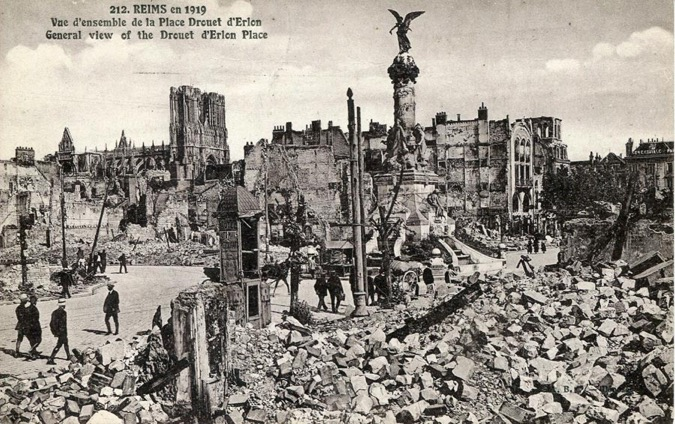 212. REIMS en 1919
Vue d'ensemble de la Place Drouet d'Erlon
General view of the Drouet d'Erlon Place